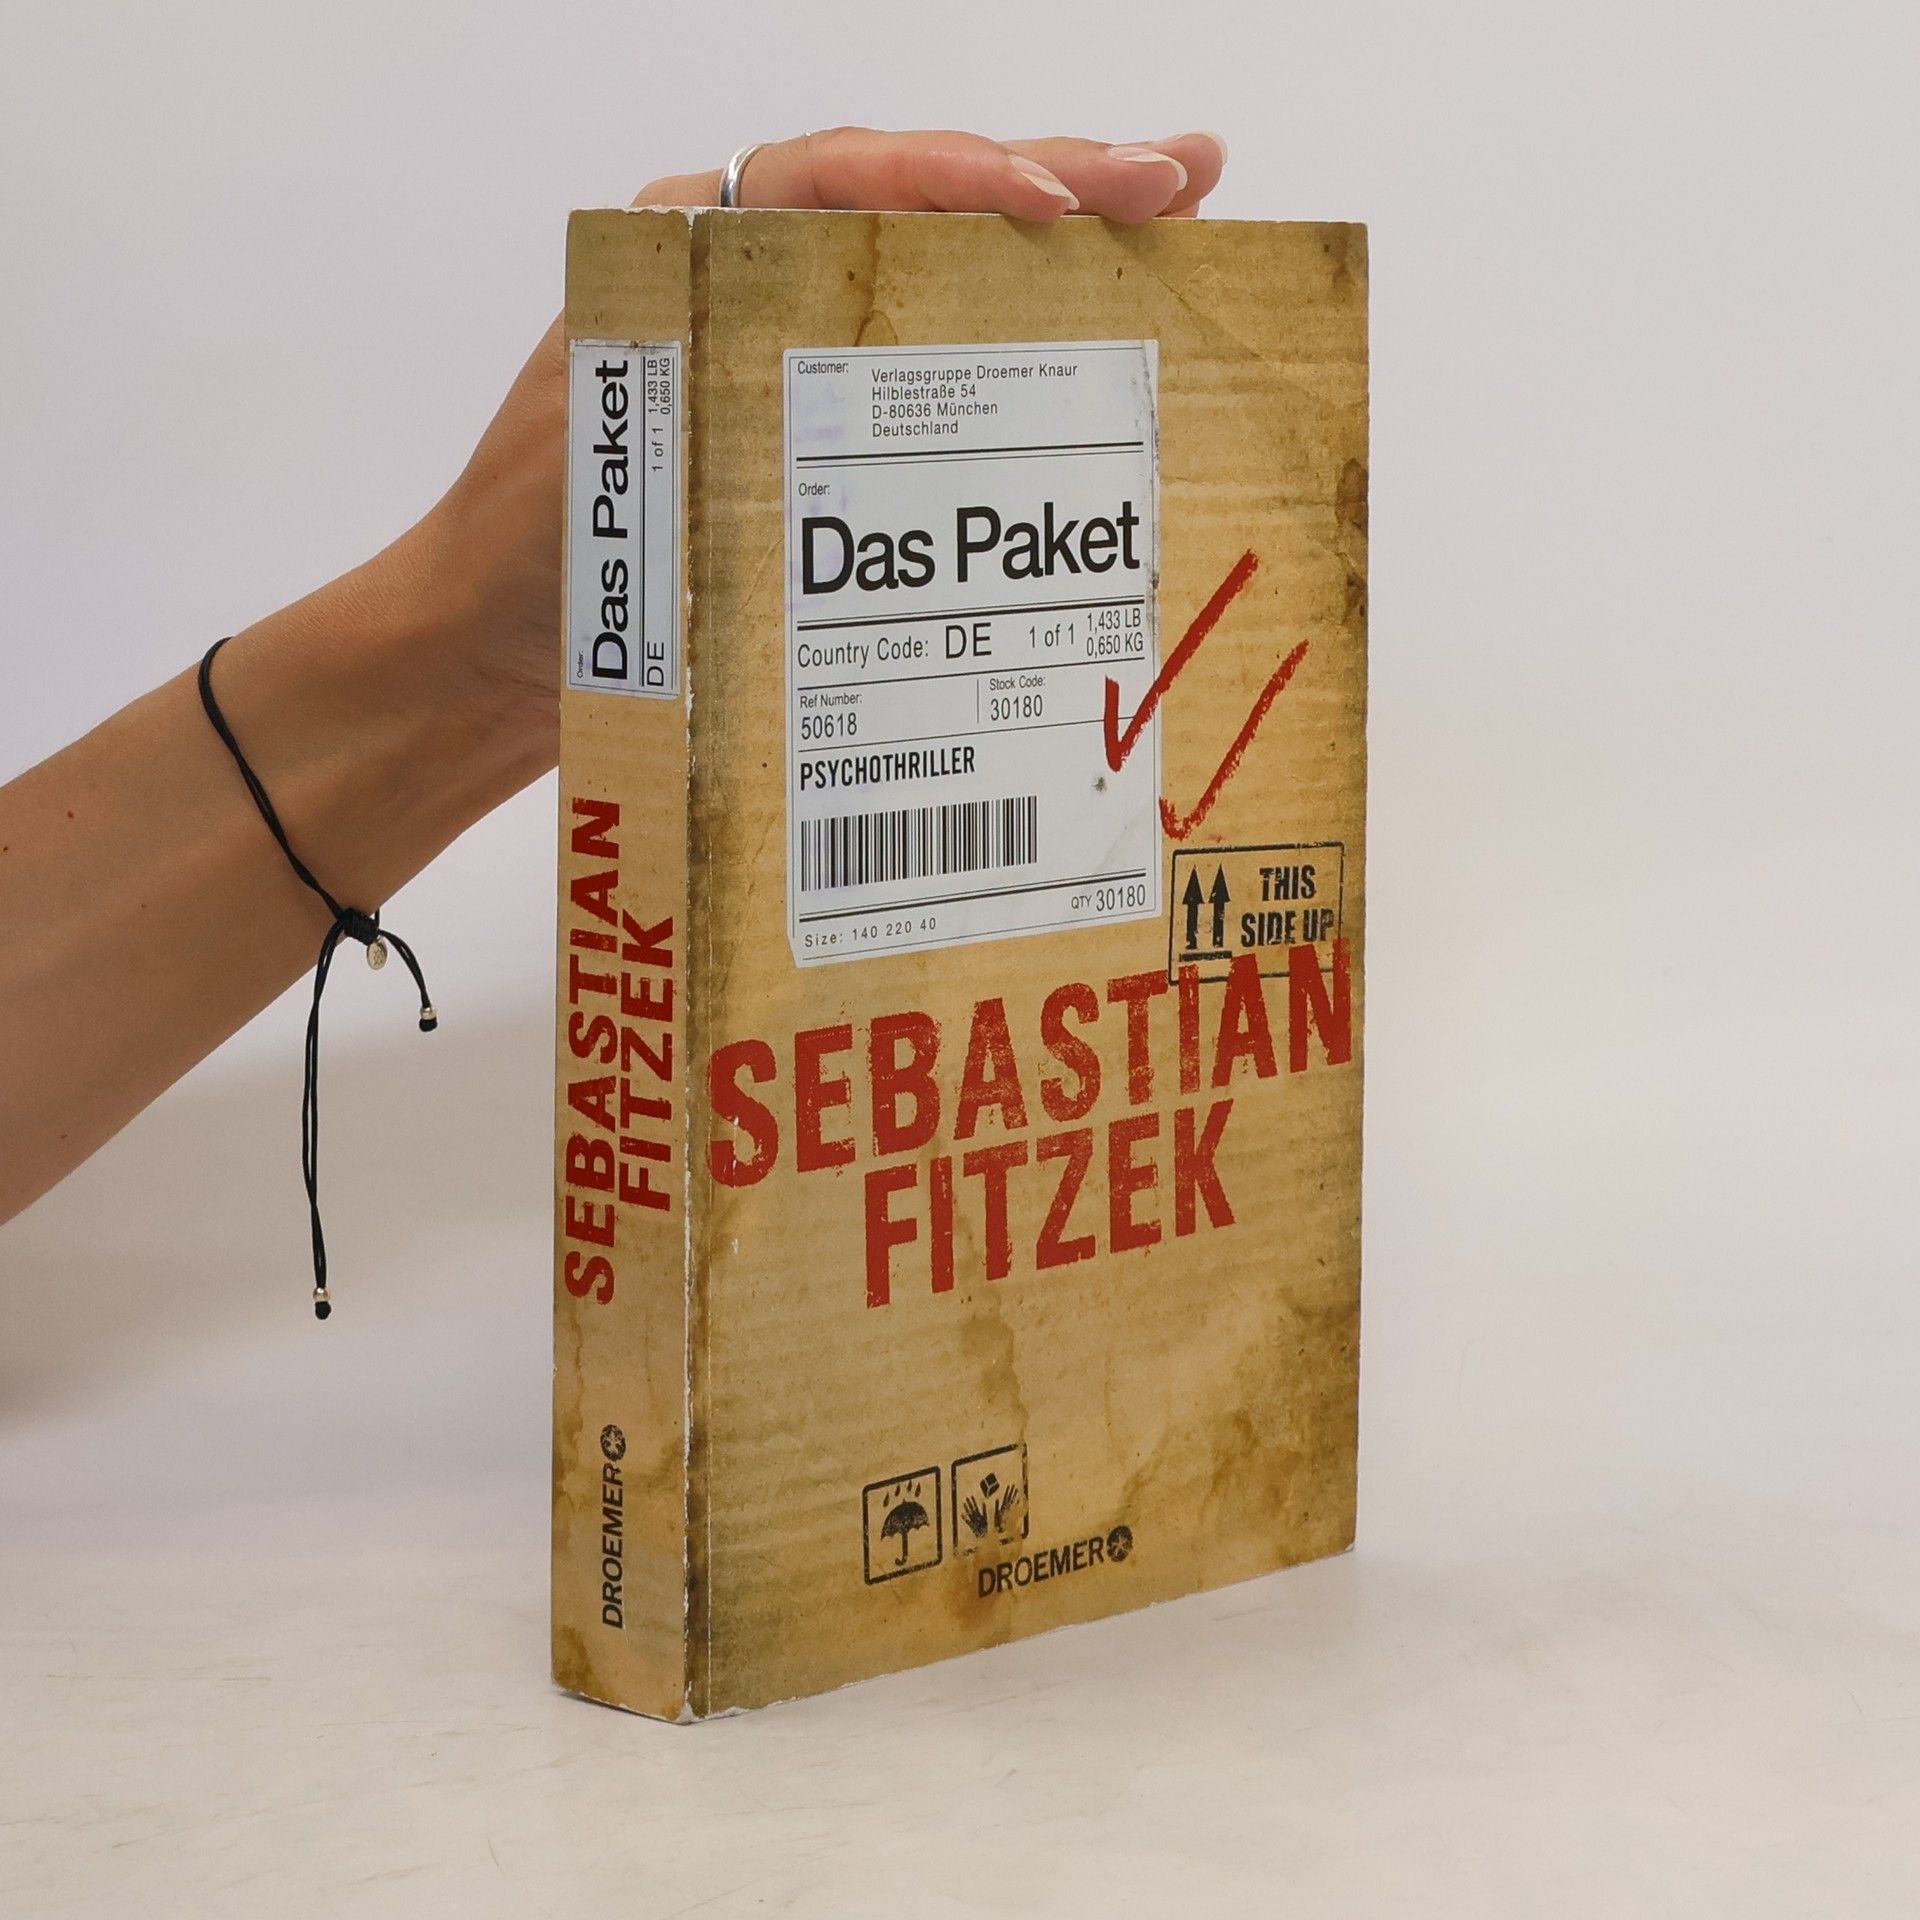 Das Paket
Order:
DE
1 of 1
1,433 LB
0,650 KG
SEBASTIAN
FITZEK
DROEMER
Customer:
Verlagsgruppe Droemer Knaur
Hilblestraße 54
D-80636 München
Deutschland
Order:
Das Paket
Country Code: DE
1 of 1
1,433 LB
0,650 KG
Ref Number:
50618
Stock Code:
30180
PSYCHOTHRILLER
QTY 30180
Size: 140 220 40
THIS
SIDE UP
SEBASTIAN
FITZEK
DROEMER